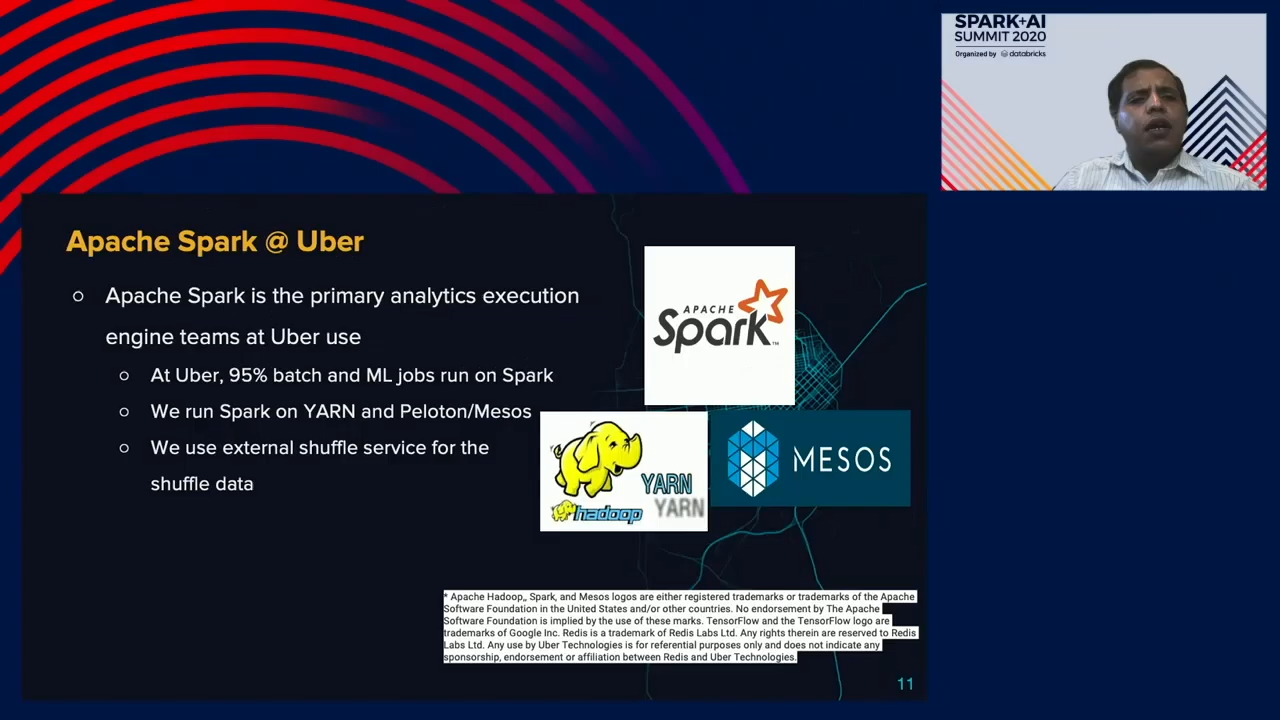 SPARK+AI
SUMMIT 2020
Organized by databricks
Apache Spark @ Uber
Apache Spark is the primary analytics execution
engine teams at Uber use
At Uber, 95% batch and ML jobs run on Spark
We run Spark on YARN and Peloton/Mesos
We use external shuffle service for the
shuffle data
APACHE
Spark™
YARN
YARN
hadoop
MESOS
* Apache Hadoop,, Spark, and Mesos logos are either registered trademarks or trademarks of the Apache
Software Foundation in the United States and/or other countries. No endorsement by The Apache
Software Foundation is implied by the use of these marks. TensorFlow and the TensorFlow logo are
trademarks of Google Inc. Redis is a trademark of Redis Labs Ltd. Any rights therein are reserved to Redis
Labs Ltd. Any use by Uber Technologies is for referential purposes only and does not indicate any
sponsorship, endorsement or affiliation between Redis and Uber Technologies.
11